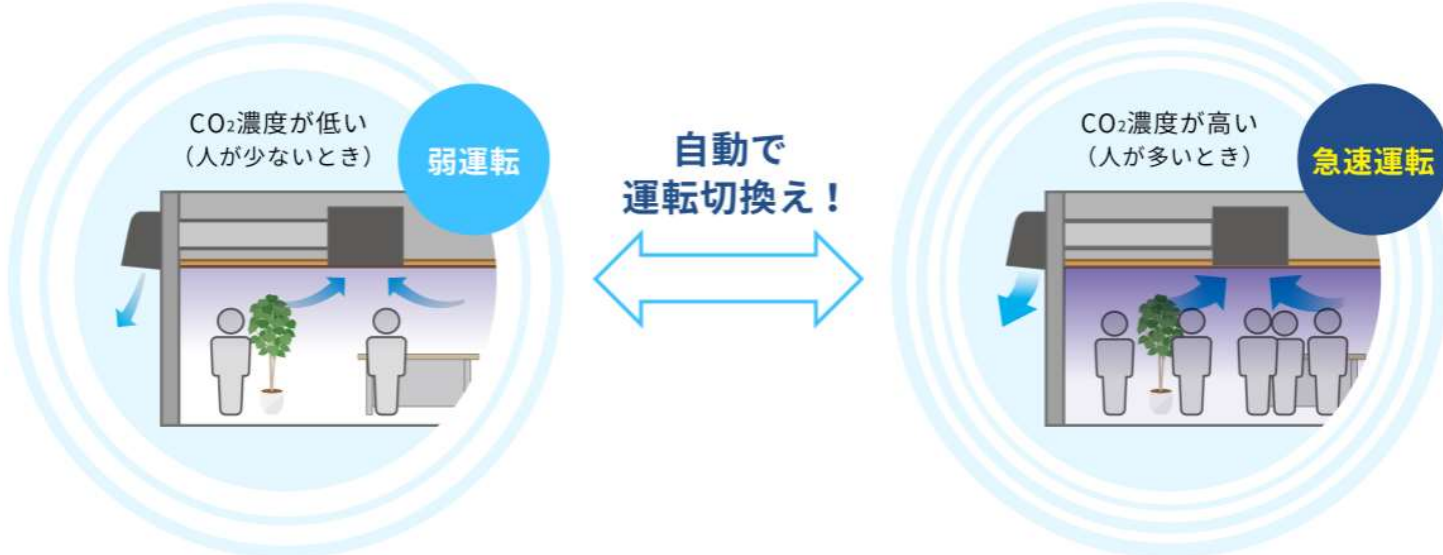 CO₂濃度が低い
（人が少ないとき）
弱運転
自動で
運転切換え！
CO₂濃度が高い
（人が多いとき）
急速運転